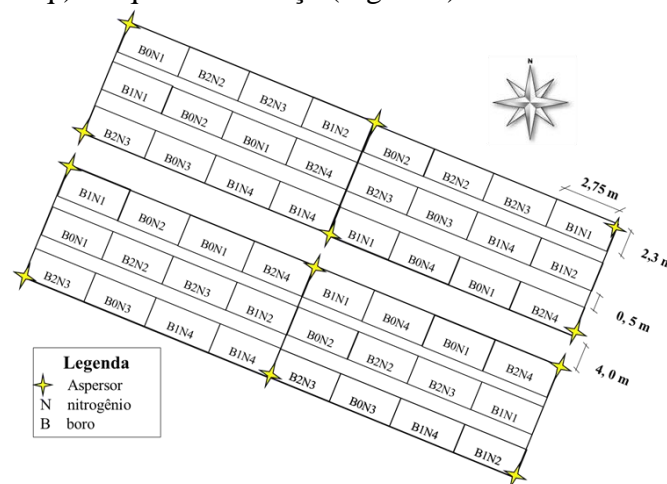 N
B0N1 B2N2 B2N3 B1N2
B1N1 B0N2 B0N1 B2N4
B2N3 B0N3 B1N4 B1N4
B0N2 B2N2 B2N3 B1N1
B2N3 B0N3 B1N4 B1N2
B1N1 B0N4 B0N1 B2N4
B1N1 B0N2 B0N1 B2N4
B0N1 B2N2 B2N3 B1N2
B2N3 B0N3 B1N4 B1N4
B1N1 B0N4 B0N1 B2N4
B0N2 B2N2 B2N3 B1N1
B2N3 B0N3 B1N4 B1N2
2,75 m
2,3 m
0, 5 m
4, 0 m
Legenda
Aspersor
N nitrogênio
B boro